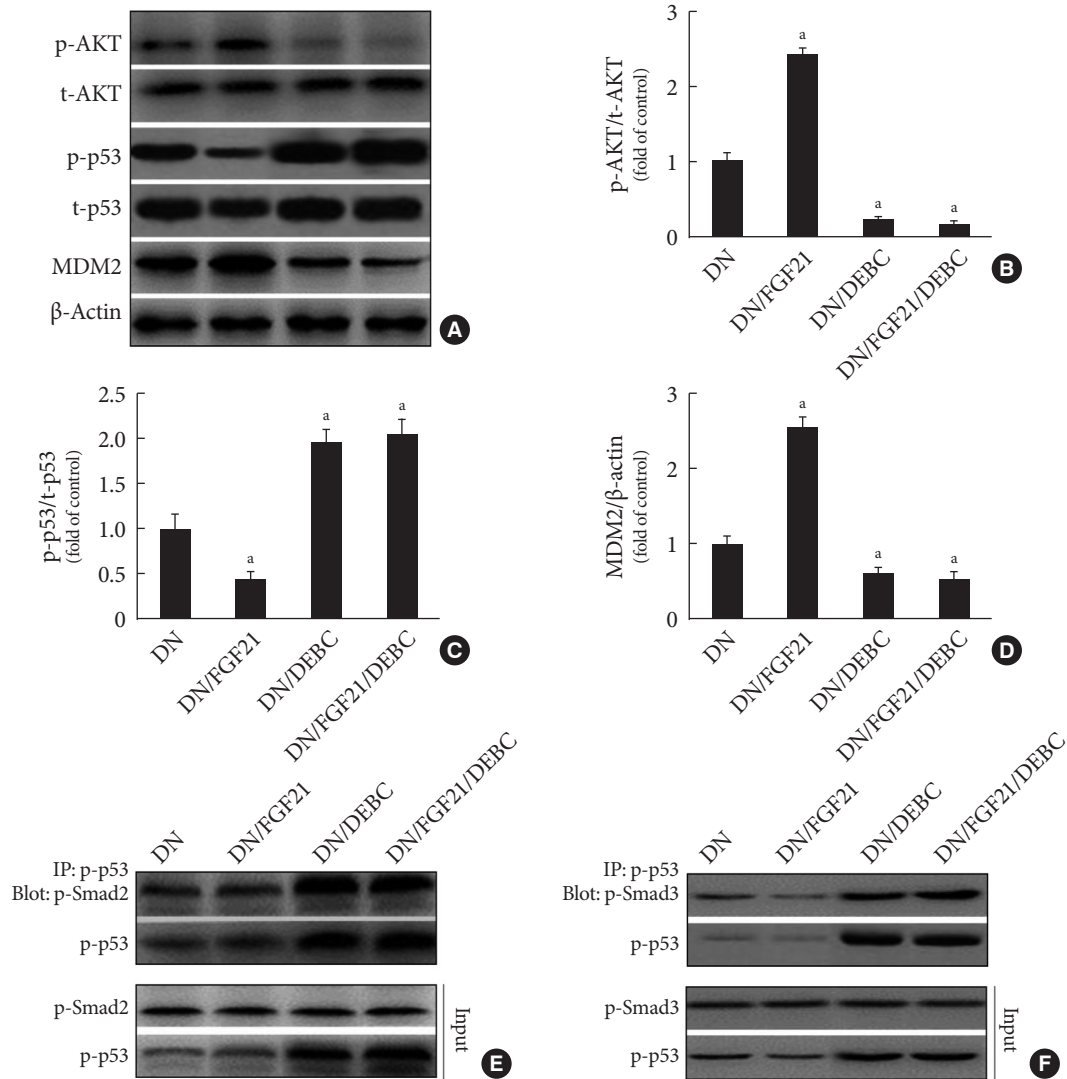 p-AKT
t-AKT
p-p53
t-p53
MDM2
β-Actin
A
p-AKT/t-AKT
(fold of control)
3
2
1
0
a
a
a
DN
DN/FGF21
DN/DEBC
DN/FGF21/DEBC
B
p-p53/t-p53
(fold of control)
2.5
2.0
1.5
1.0
0.5
0
a
a
a
DN
DN/FGF21
DN/DEBC
DN/FGF21/DEBC
C
MDM2/β-actin
(fold of control)
3
2
1
0
a
a
a
DN
DN/FGF21
DN/DEBC
DN/FGF21/DEBC
D
DN
DN/FGF21
DN/DEBC
DN/FGF21/DEBC
IP: p-p53
Blot: p-Smad2
p-p53
p-Smad2
p-p53
Input
E
DN
DN/FGF21
DN/DEBC
DN/FGF21/DEBC
IP: p-p53
Blot: p-Smad3
p-p53
p-Smad3
p-p53
Input
F